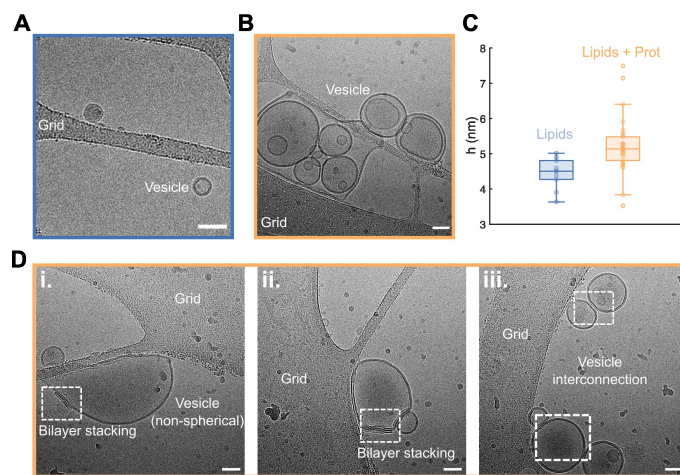 A
Grid
Vesicle
B
Vesicle
Grid
C
8
7
6
5
4
3
h (nm)
Lipids + Prot
Lipids
D
i.
Grid
Vesicle
(non-spherical)
Bilayer stacking
ii.
Grid
Bilayer stacking
iii.
Grid
Vesicle
interconnection